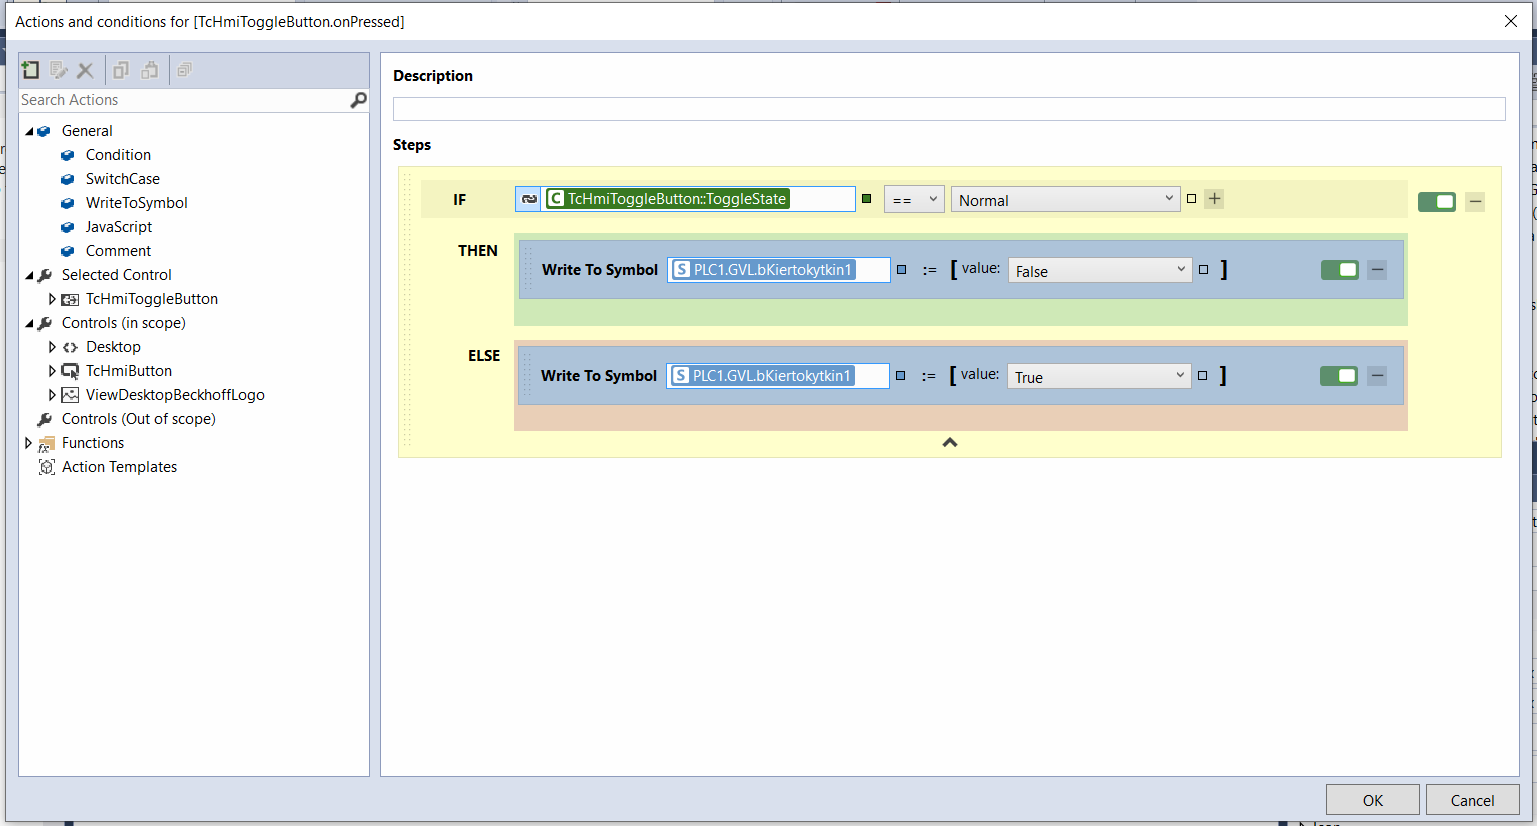 Actions and conditions for [TcHmiToggleButton.onPressed]
Search Actions
General
Condition
SwitchCase
WriteToSymbol
JavaScript
Comment
Selected Control
TcHmiToggleButton
Controls (in scope)
Desktop
TcHmiButton
ViewDesktopBeckhoffLogo
Controls (Out of scope)
Functions
Action Templates
Description
Steps
IF C TcHmiToggleButton::ToggleState == Normal
THEN Write To Symbol S PLC1.GVL.bKiertokytkin1 := [ value: False ]
ELSE Write To Symbol S PLC1.GVL.bKiertokytkin1 := [ value: True ]
OK Cancel